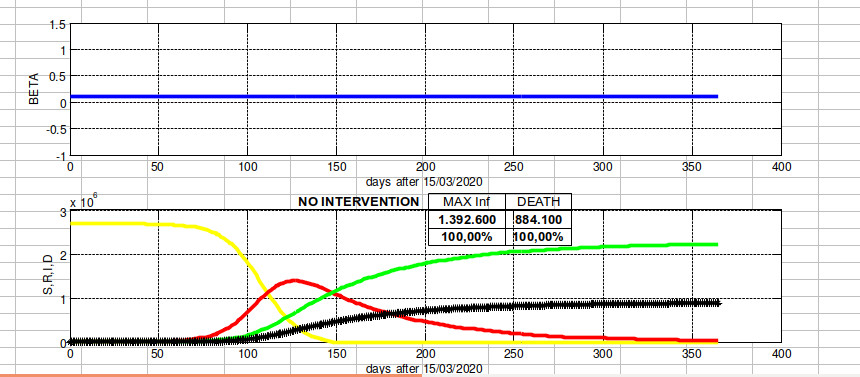 1.5
1
0.5
0
-0.5
-1
BETA
0 50 100 150 200 250 300 350 400
days after 15/03/2020
x 10^6
NO INTERVENTION MAX Inf DEATH
1.392.600 884.100
100,00% 100,00%
3
2
1
0
S,R,I,D
0 50 100 150 200 250 300 350 400
days after 15/03/2020